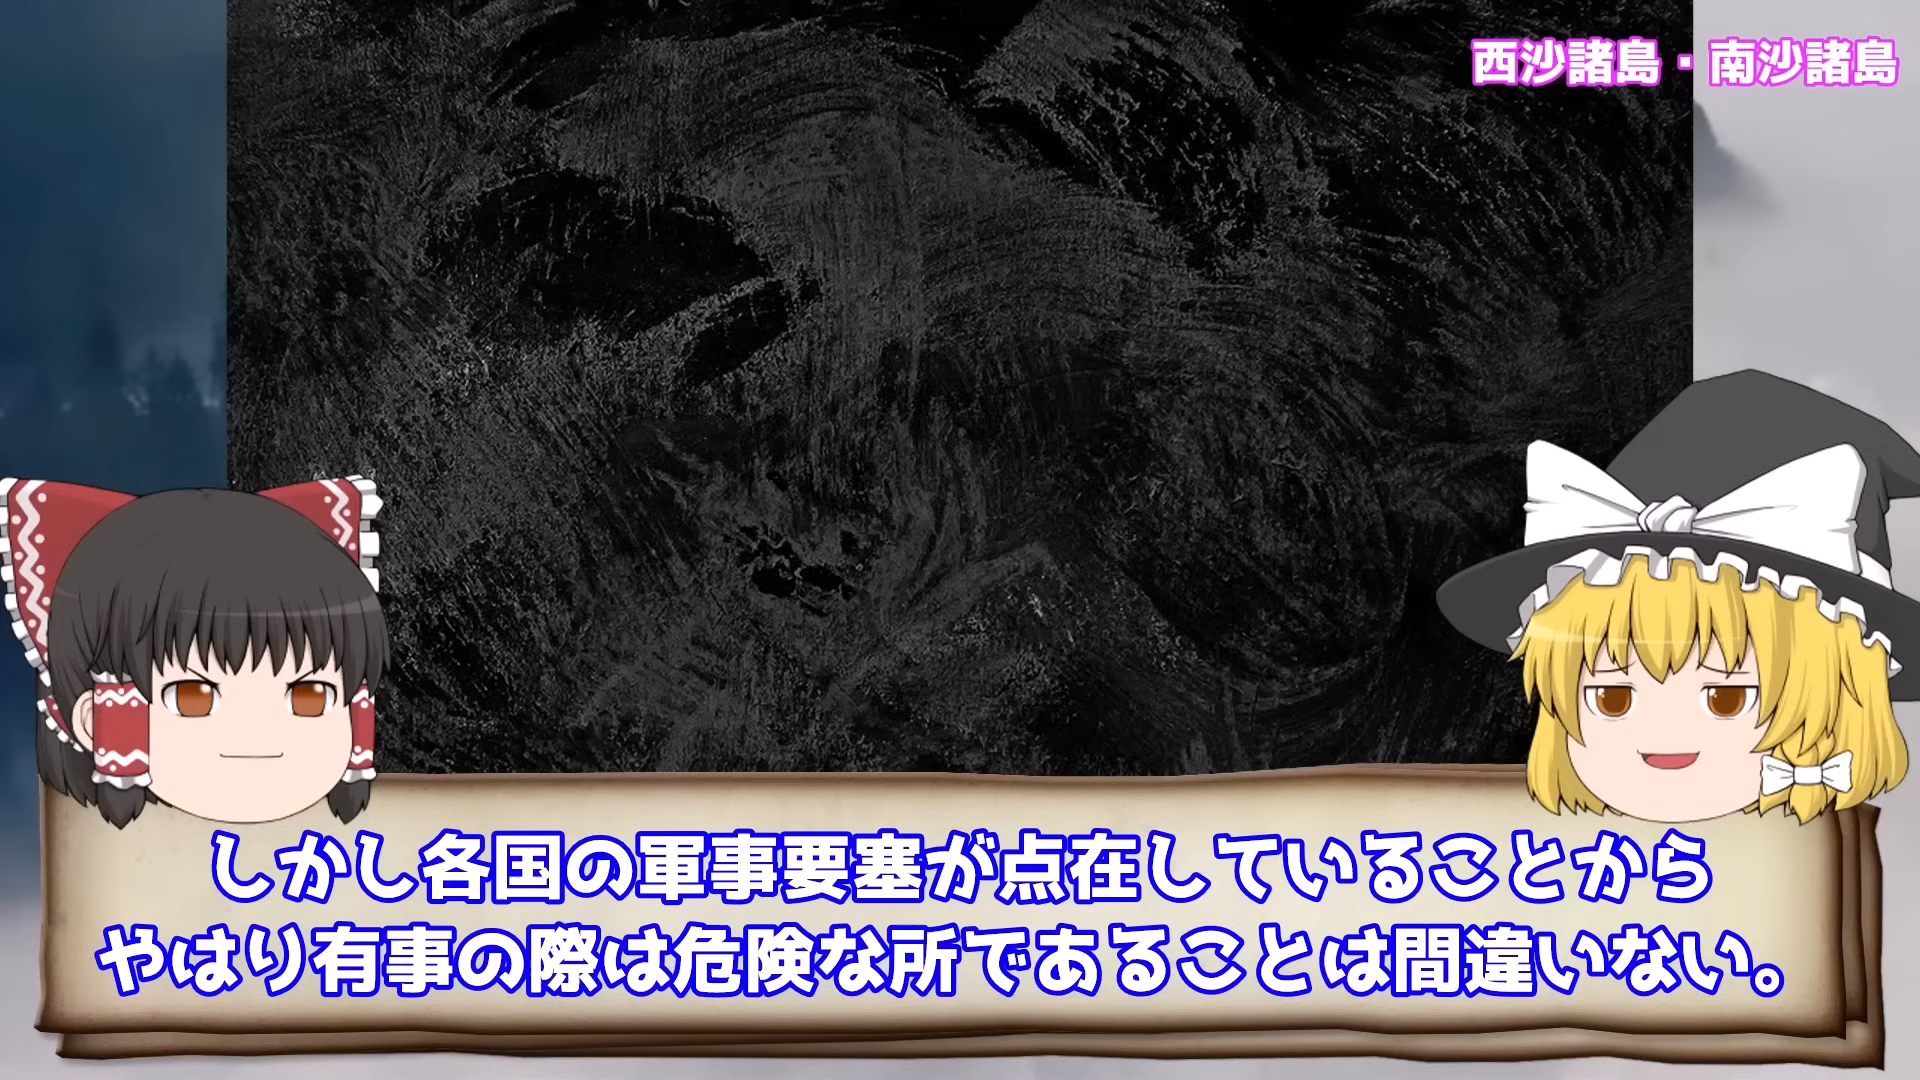 西沙諸島・南沙諸島
しかし各国の軍事要塞が点在していることから
やはり有事の際は危険な所であることは間違いない。